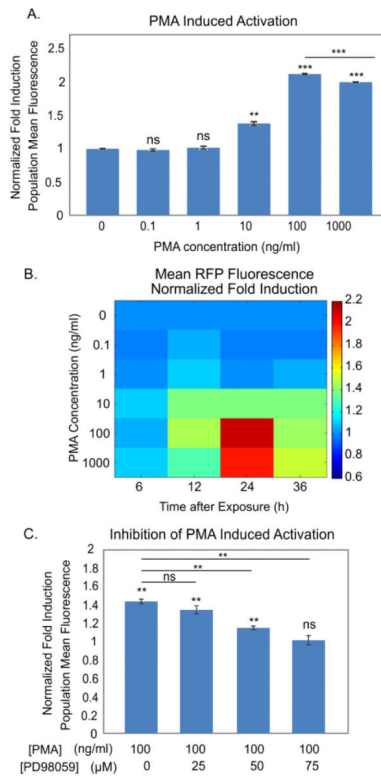 A.
PMA Induced Activation
Normalized Fold Induction
Population Mean Fluorescence
2.5
2
1.5
1
0.5
0
ns
ns
**
***
***
***
0
0.1
1
10
100
1000
PMA concentration (ng/ml)
B.
Mean RFP Fluorescence
Normalized Fold Induction
PMA Concentration (ng/ml)
0
0.1
1
10
100
1000
6
12
24
36
Time after Exposure (h)
2.2
2
1.8
1.6
1.4
1.2
1
0.8
0.6
C.
Inhibition of PMA Induced Activation
Normalized Fold Induction
Population Mean Fluorescence
2
1.8
1.6
1.4
1.2
1
0.8
0.6
0.4
0.2
0
**
**
ns
**
**
**
ns
[PMA] (ng/ml) 100 100 100 100
[PD98059] (µM) 0 25 50 75